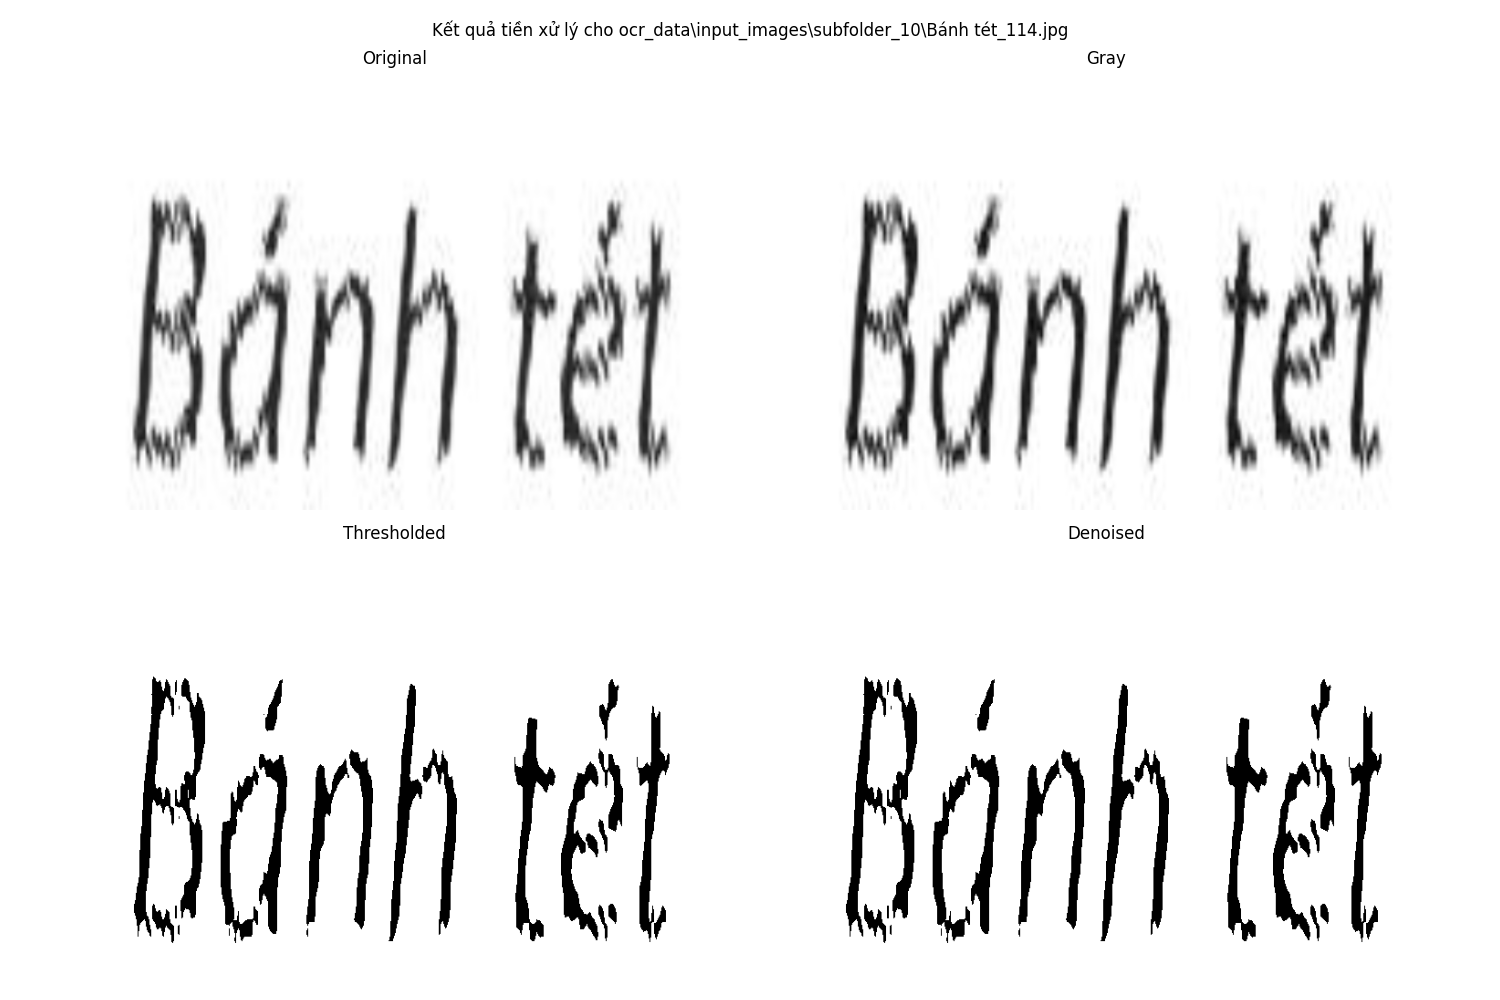 Kết quả tiền xử lý cho ocr_data\input_images\subfolder_10\Bánh tét_114.jpg
Original
Gray
Bánh tét
Bánh tét
Thresholded
Denoised
Bánh tét
Bánh tét